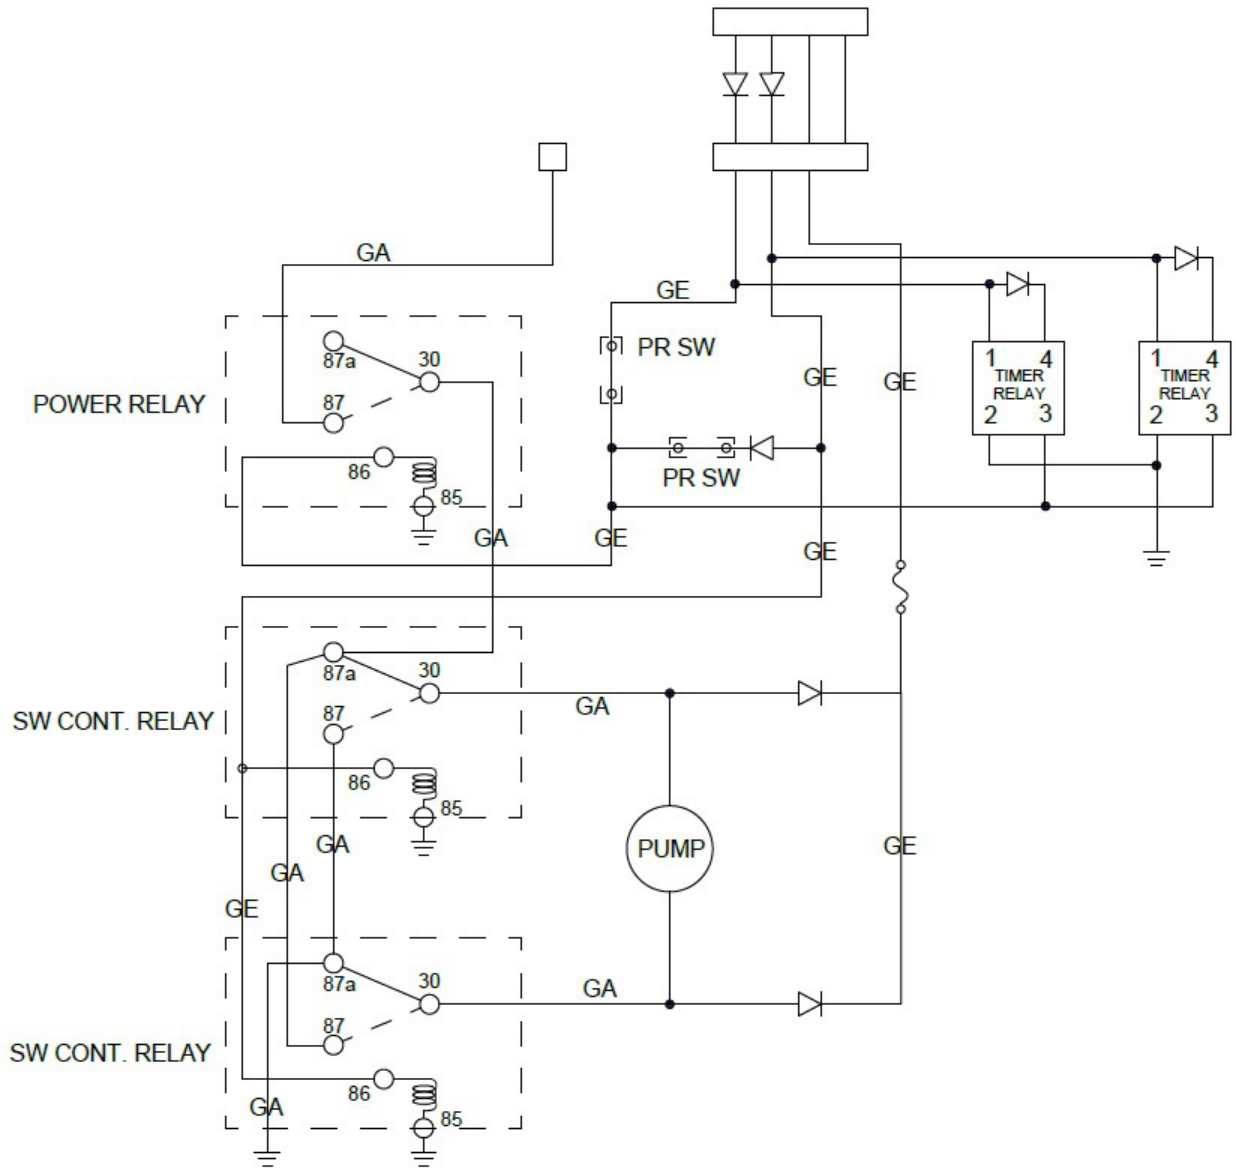 GA
GE
PR SW
87a
30
GE
GE
1
4
TIMER
RELAY
2
3
1
4
TIMER
RELAY
2
3
POWER RELAY
87
86
PR SW
85
GA
GE
GE
87a
30
GA
SW CONT. RELAY
87
86
85
GA
PUMP
GE
GA
GE
87a
30
GA
87
SW CONT. RELAY
86
GA
85